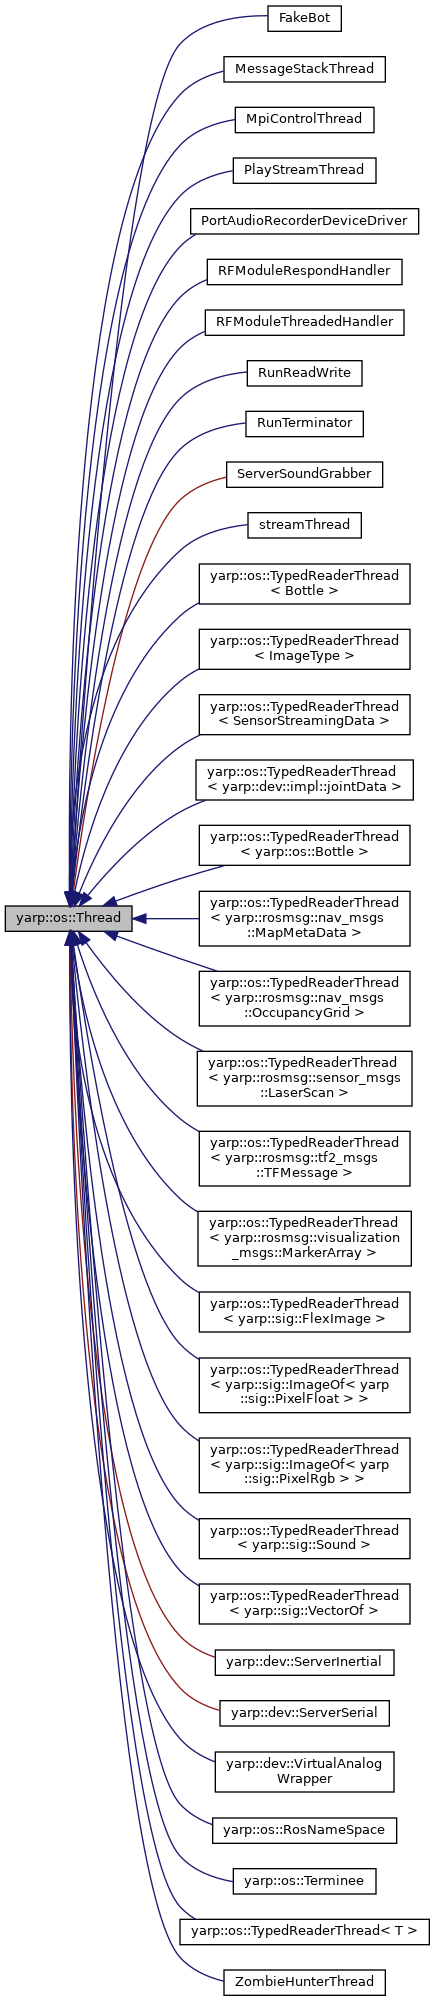 FakeBot
MessageStackThread
MpiControlThread
PlayStreamThread
PortAudioRecorderDeviceDriver
RFModuleRespondHandler
RFModuleThreadedHandler
RunReadWrite
RunTerminator
ServerSoundGrabber
streamThread
yarp::os::TypedReaderThread
< Bottle >
yarp::os::TypedReaderThread
< ImageType >
yarp::os::TypedReaderThread
< SensorStreamingData >
yarp::os::TypedReaderThread
< yarp::dev::impl::jointData >
yarp::os::TypedReaderThread
< yarp::os::Bottle >
yarp::os::Thread
yarp::os::TypedReaderThread
< yarp::rosmsg::nav_msgs
::MapMetaData >
yarp::os::TypedReaderThread
< yarp::rosmsg::nav_msgs
::OccupancyGrid >
yarp::os::TypedReaderThread
< yarp::rosmsg::sensor_msgs
::LaserScan >
yarp::os::TypedReaderThread
< yarp::rosmsg::tf2_msgs
::TFMessage >
yarp::os::TypedReaderThread
< yarp::rosmsg::visualization
_msgs::MarkerArray >
yarp::os::TypedReaderThread
< yarp::sig::FlexImage >
yarp::os::TypedReaderThread
< yarp::sig::ImageOf< yarp
::sig::PixelFloat > >
yarp::os::TypedReaderThread
< yarp::sig::ImageOf< yarp
::sig::PixelRgb > >
yarp::os::TypedReaderThread
< yarp::sig::Sound >
yarp::os::TypedReaderThread
< yarp::sig::VectorOf >
yarp::dev::ServerInertial
yarp::dev::ServerSerial
yarp::dev::VirtualAnalog
Wrapper
yarp::os::RosNameSpace
yarp::os::Terminee
yarp::os::TypedReaderThread< T >
ZombieHunterThread